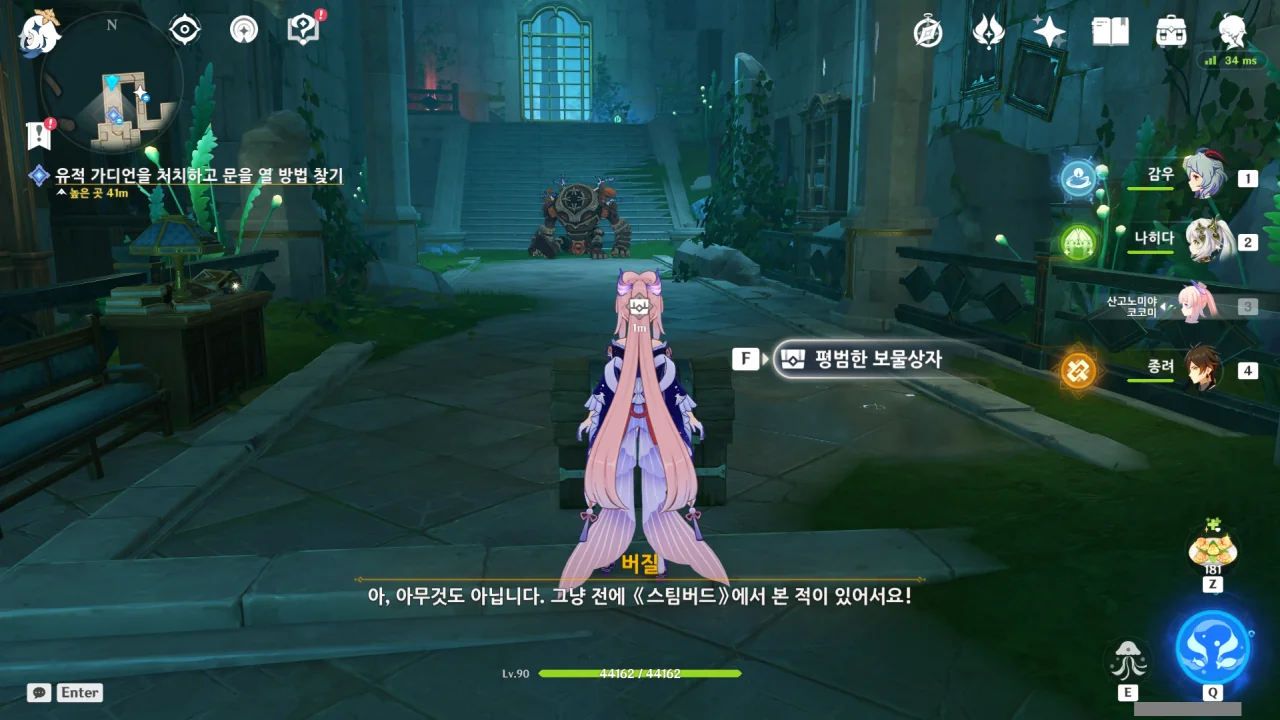 N
34 ms
유적 가디언을 처치하고 문을 열 방법 찾기
높은 곳 41m
감우
1
나히다
2
산고노미야
코코미
3
종려
4
1m
F
평범한 보물상자
버질
아, 아무것도 아닙니다. 그냥 전에 《스팀버드》에서 본 적이 있어서요!
181
Z
Lv.90
44162 / 44162
E
Q
Enter